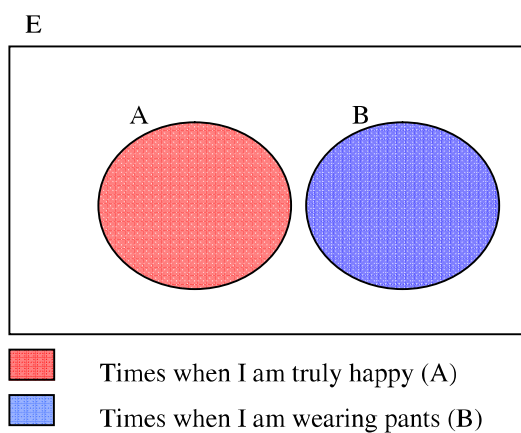 E
A
B
Times when I am truly happy (A)
Times when I am wearing pants (B)